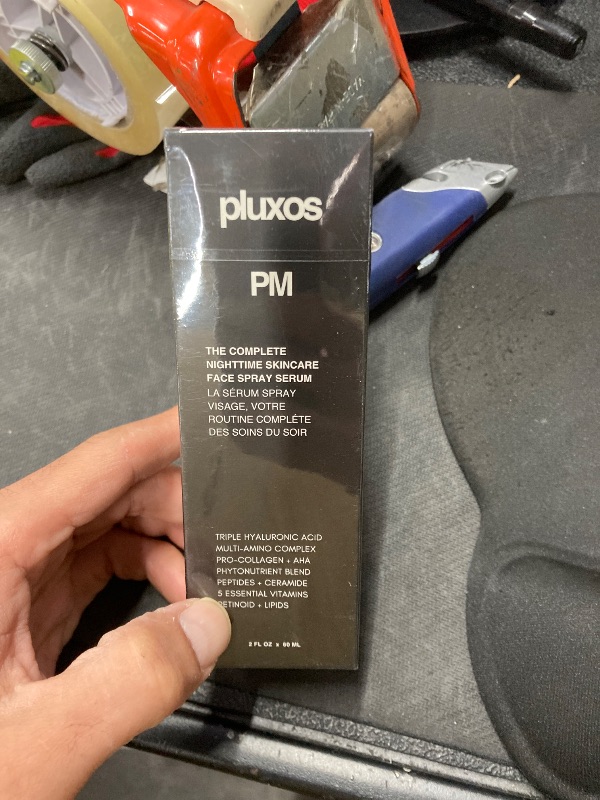 pluxos
PM
THE COMPLETE
NIGHTTIME SKINCARE
FACE SPRAY SERUM
LA SÉRUM SPRAY
VISAGE, VOTRE
ROUTINE COMPLÉTE
DES SOINS DU SOIR
TRIPLE HYALURONIC ACID
MULTI-AMINO COMPLEX
PRO-COLLAGEN + AHA
PHYTONUTRIENT BLEND
PEPTIDES + CERAMIDE
5 ESSENTIAL VITAMINS
RETINOID + LIPIDS
2 FL OZ ± 60 ML